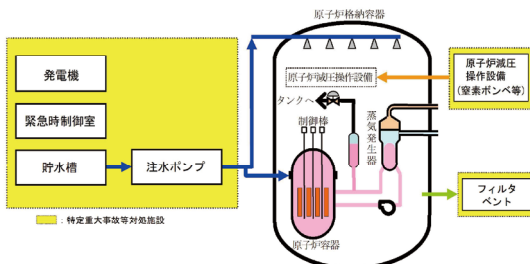 原子炉格納容器
発電機
緊急時制御室
貯水槽
注水ポンプ
原子炉減圧操作設備
タンクへ
制御棒
蒸気発生器
原子炉容器
原子炉減圧
操作設備
(窒素ボンベ等)
フィルタ
ベント
:特定重大事故等対処施設